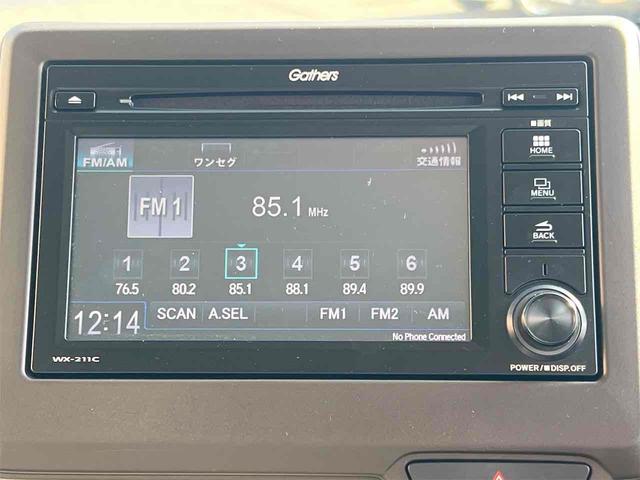 Gathers
■画質
HOME
MENU
BACK
FM/AM
ワンセグ
交通情報
FM 1
85.1 MHz
1 2 3 4 5 6
76.5 80.2 85.1 88.1 89.4 89.9
12:14 SCAN A.SEL FM1 FM2 AM
No Phone Connected
WX-211C
POWER/■DISP.OFF